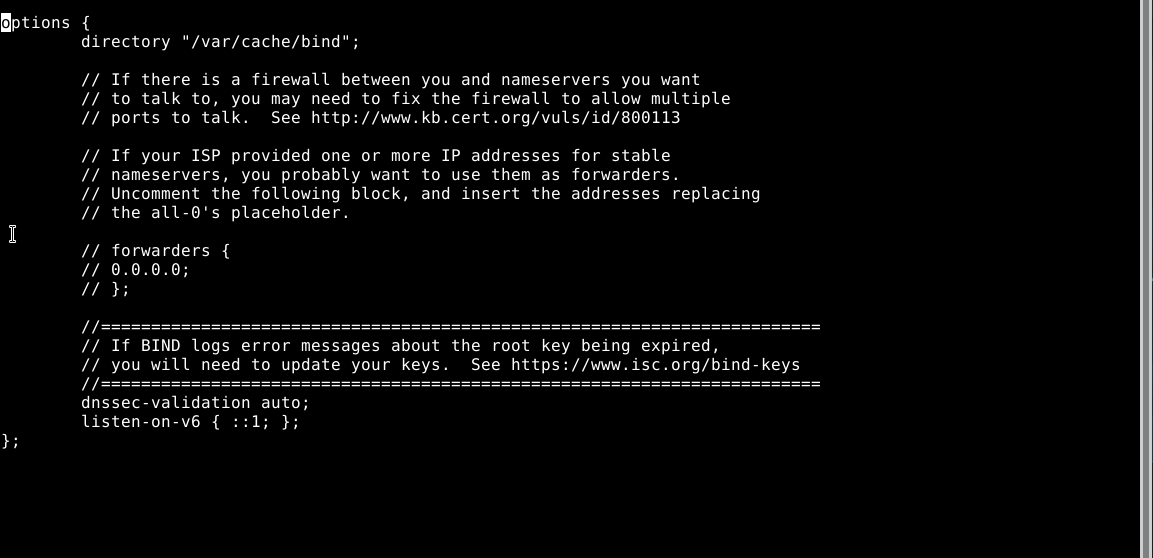 options {
        directory "/var/cache/bind";

        // If there is a firewall between you and nameservers you want
        // to talk to, you may need to fix the firewall to allow multiple
        // ports to talk.  See http://www.kb.cert.org/vuls/id/800113

        // If your ISP provided one or more IP addresses for stable
        // nameservers, you probably want to use them as forwarders.
        // Uncomment the following block, and insert the addresses replacing
        // the all-0's placeholder.

        // forwarders {
        // 0.0.0.0;
        // };

        //========================================================================
        // If BIND logs error messages about the root key being expired,
        // you will need to update your keys.  See https://www.isc.org/bind-keys
        //========================================================================
        dnssec-validation auto;
        listen-on-v6 { ::1; };
};